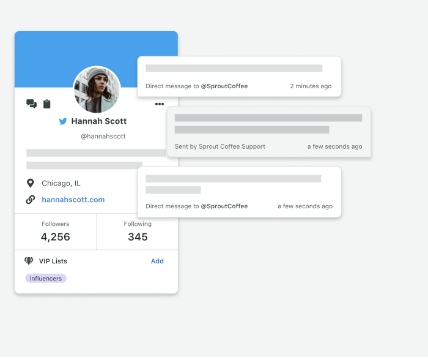 Hannah Scott
@hannahscott
Chicago, IL
hannahscott.com
Followers
4,256
Following
345
VIP Lists
Add
Influencers
Direct message to @SproutCoffee
2 minutes ago
Sent by Sprout Coffee Support
a few seconds ago
Direct message to @SproutCoffee
a few seconds ago